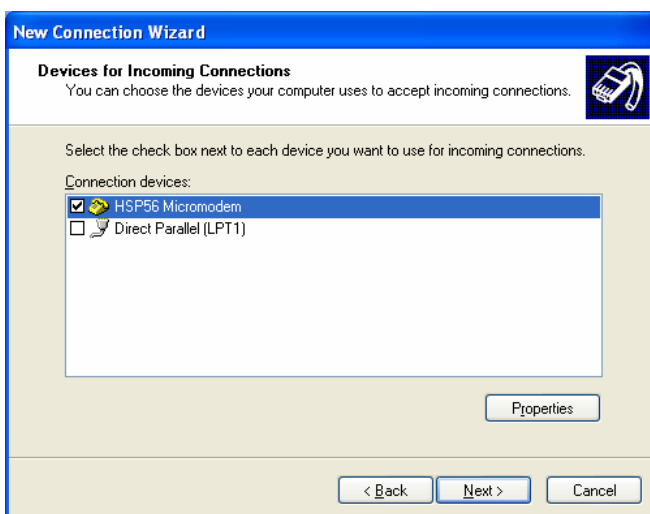 New Connection Wizard
Devices for Incoming Connections
You can choose the devices your computer uses to accept incoming connections.
Select the check box next to each device you want to use for incoming connections.
Connection devices:
HSP56 Micromodem
Direct Parallel (LPT1)
Properties
< Back Next > Cancel